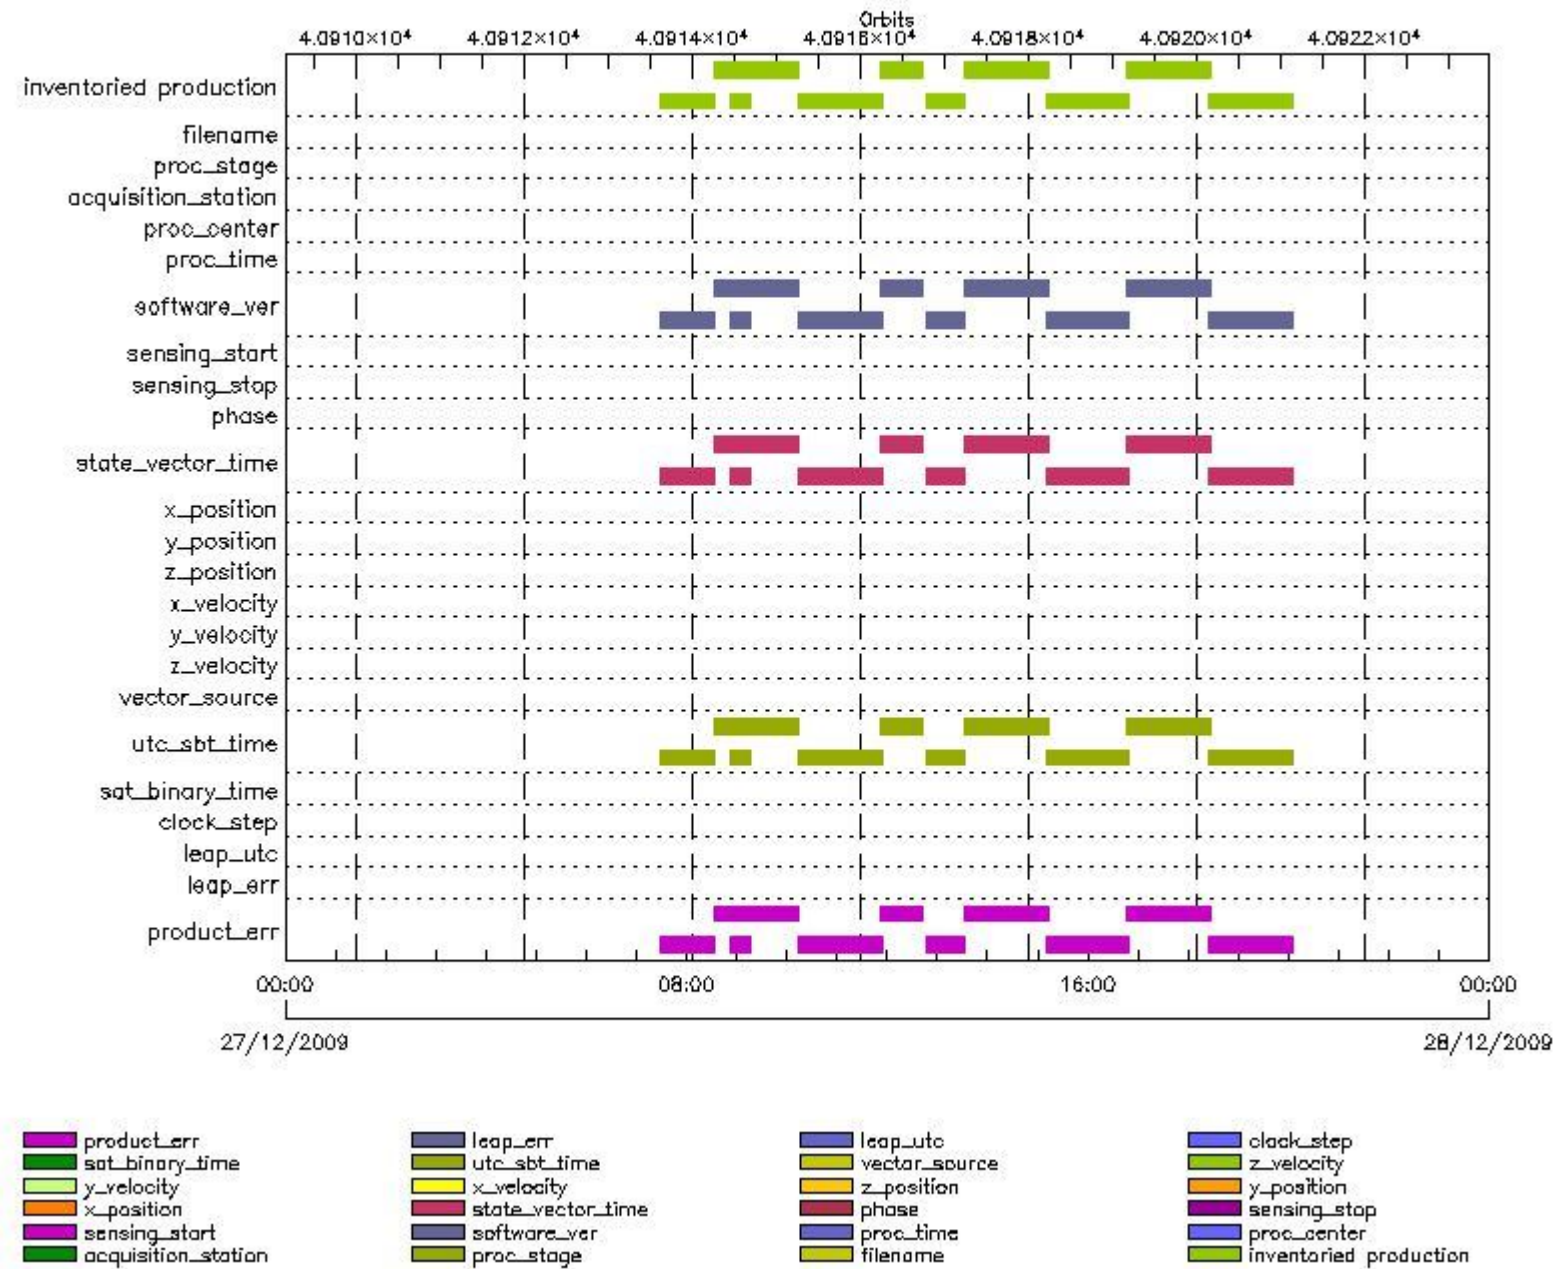 Orbits
4.0910×10⁴ 4.0912×10⁴ 4.0914×10⁴ 4.0916×10⁴ 4.0918×10⁴ 4.0920×10⁴ 4.0922×10⁴
inventoried production
filename
proc_stage
acquisition_station
proc_center
proc_time
software_ver
sensing_start
sensing_stop
phase
state_vector_time
x_position
y_position
z_position
x_velocity
y_velocity
z_velocity
vector_source
utc_sbt_time
sat_binary_time
clock_step
leap_utc
leap_err
product_err
00:00 08:00 16:00 00:00
27/12/2009 28/12/2009
product_err leap_err leap_utc clock_step
sat_binary_time utc_sbt_time vector_source z_velocity
y_velocity x_velocity z_position y_position
x_position state_vector_time phase sensing_stop
sensing_start software_ver proc_time proc_center
acquisition_station proc_stage filename inventoried production